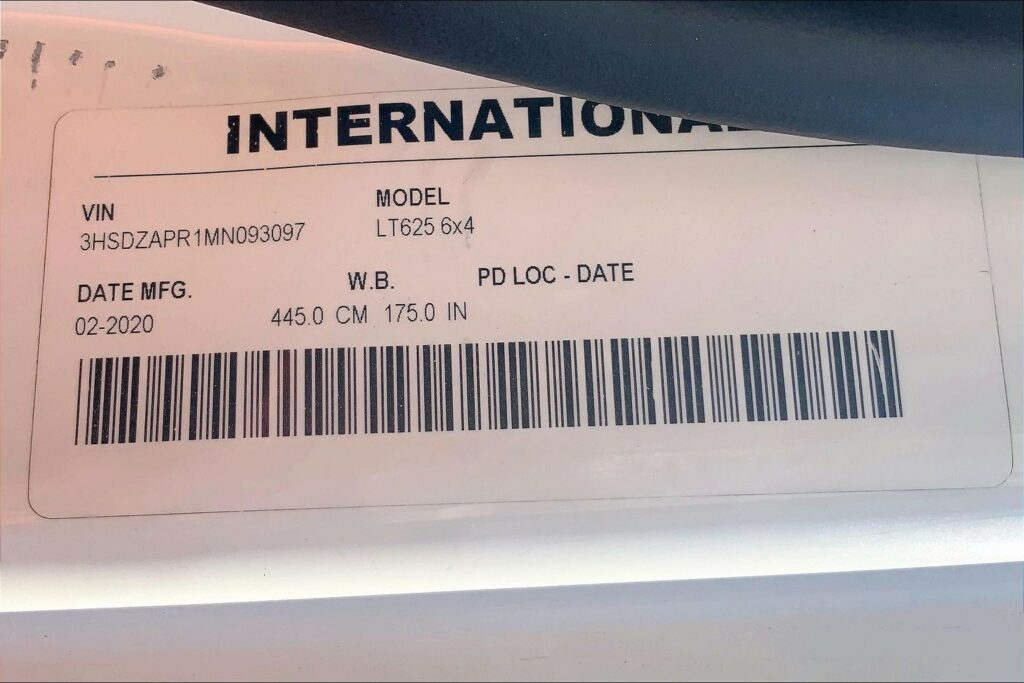 INTERNATIONAL
VIN MODEL
3HSDZAPR1MN093097 LT625 6x4
DATE MFG. W.B. PD LOC - DATE
02-2020 445.0 CM 175.0 IN